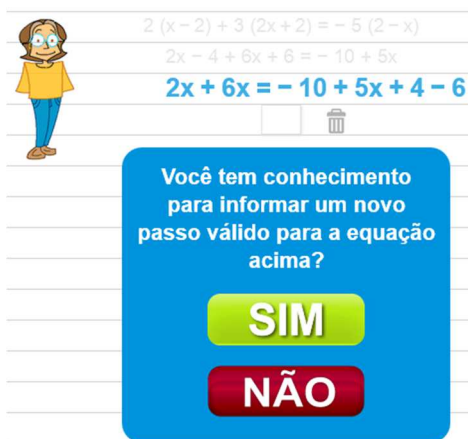 2 (x − 2) + 3 (2x + 2) = − 5 (2 − x)
2x − 4 + 6x + 6 = − 10 + 5x
2x + 6x = − 10 + 5x + 4 − 6
Você tem conhecimento
para informar um novo
passo válido para a equação
acima?
SIM
NÃO